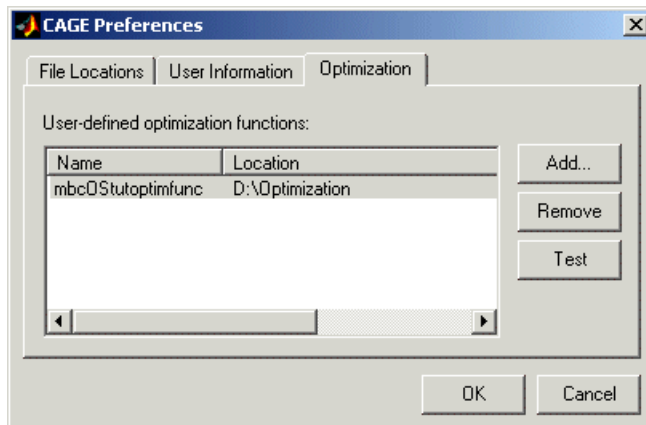 CAGE Preferences
File Locations User Information Optimization
User-defined optimization functions:
Name Location
mbcOStutoptimfunc D:\Optimization
Add...
Remove
Test
OK Cancel